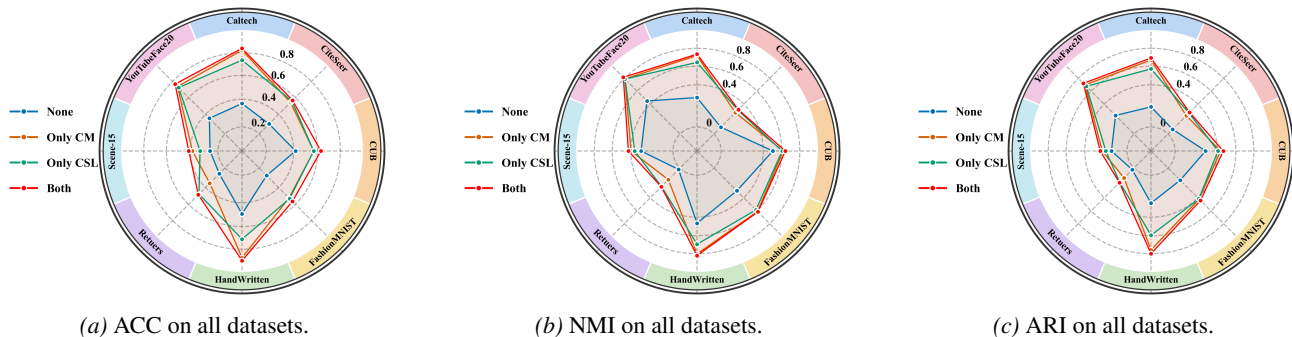 Caltech
CiteSeer
CUB
FashionMNIST
HandWritten
Retuers
Scene-15
YouTubeFace20
0.8
0.6
0.4
0.2
None
Only CM
Only CSL
Both
(a) ACC on all datasets.
Caltech
CiteSeer
CUB
FashionMNIST
HandWritten
Retuers
Scene-15
YouTubeFace20
0.8
0.6
0.4
0
None
Only CM
Only CSL
Both
(b) NMI on all datasets.
Caltech
CiteSeer
CUB
FashionMNIST
HandWritten
Retuers
Scene-15
YouTubeFace20
0.8
0.6
0.4
0
None
Only CM
Only CSL
Both
(c) ARI on all datasets.